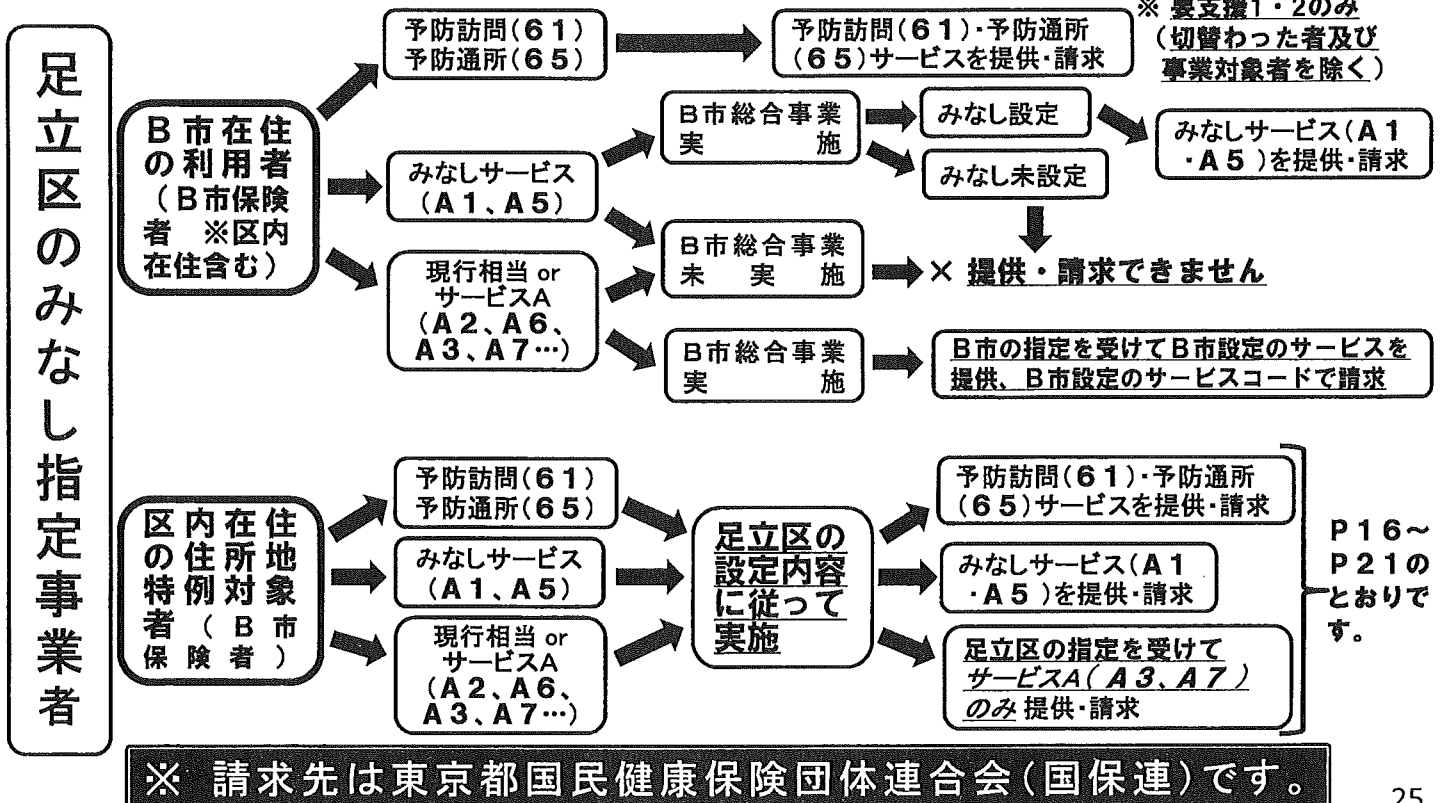 足立区のみなし指定事業者
B市在住
の利用者
(B市保険
者 ※区内
在住含む)
予防訪問(61)
予防通所(65)
予防訪問(61)・予防通所
(65)サービスを提供・請求
※ 要支援1・2のみ
(切替わった者及び
事業対象者を除く)
みなしサービス
(A1、A5)
B市総合事業
実施
みなし設定
みなし未設定
みなしサービス(A1
・A5)を提供・請求
現行相当 or
サービスA
(A2、A6、
A3、A7…)
B市総合事業
未実施
× 提供・請求できません
B市総合事業
実施
B市の指定を受けてB市設定のサービスを
提供、B市設定のサービスコードで請求
区内在住
の住所地
特例対象
者(B市
保険者)
予防訪問(61)
予防通所(65)
みなしサービス
(A1、A5)
現行相当 or
サービスA
(A2、A6、
A3、A7…)
足立区の
設定内容
に従って
実施
予防訪問(61)・予防通所
(65)サービスを提供・請求
みなしサービス(A1
・A5)を提供・請求
足立区の指定を受けて
サービスA(A3、A7)
のみ 提供・請求
P16~
P21の
とおりで
す。
※ 請求先は東京都国民健康保険団体連合会(国保連)です。
25